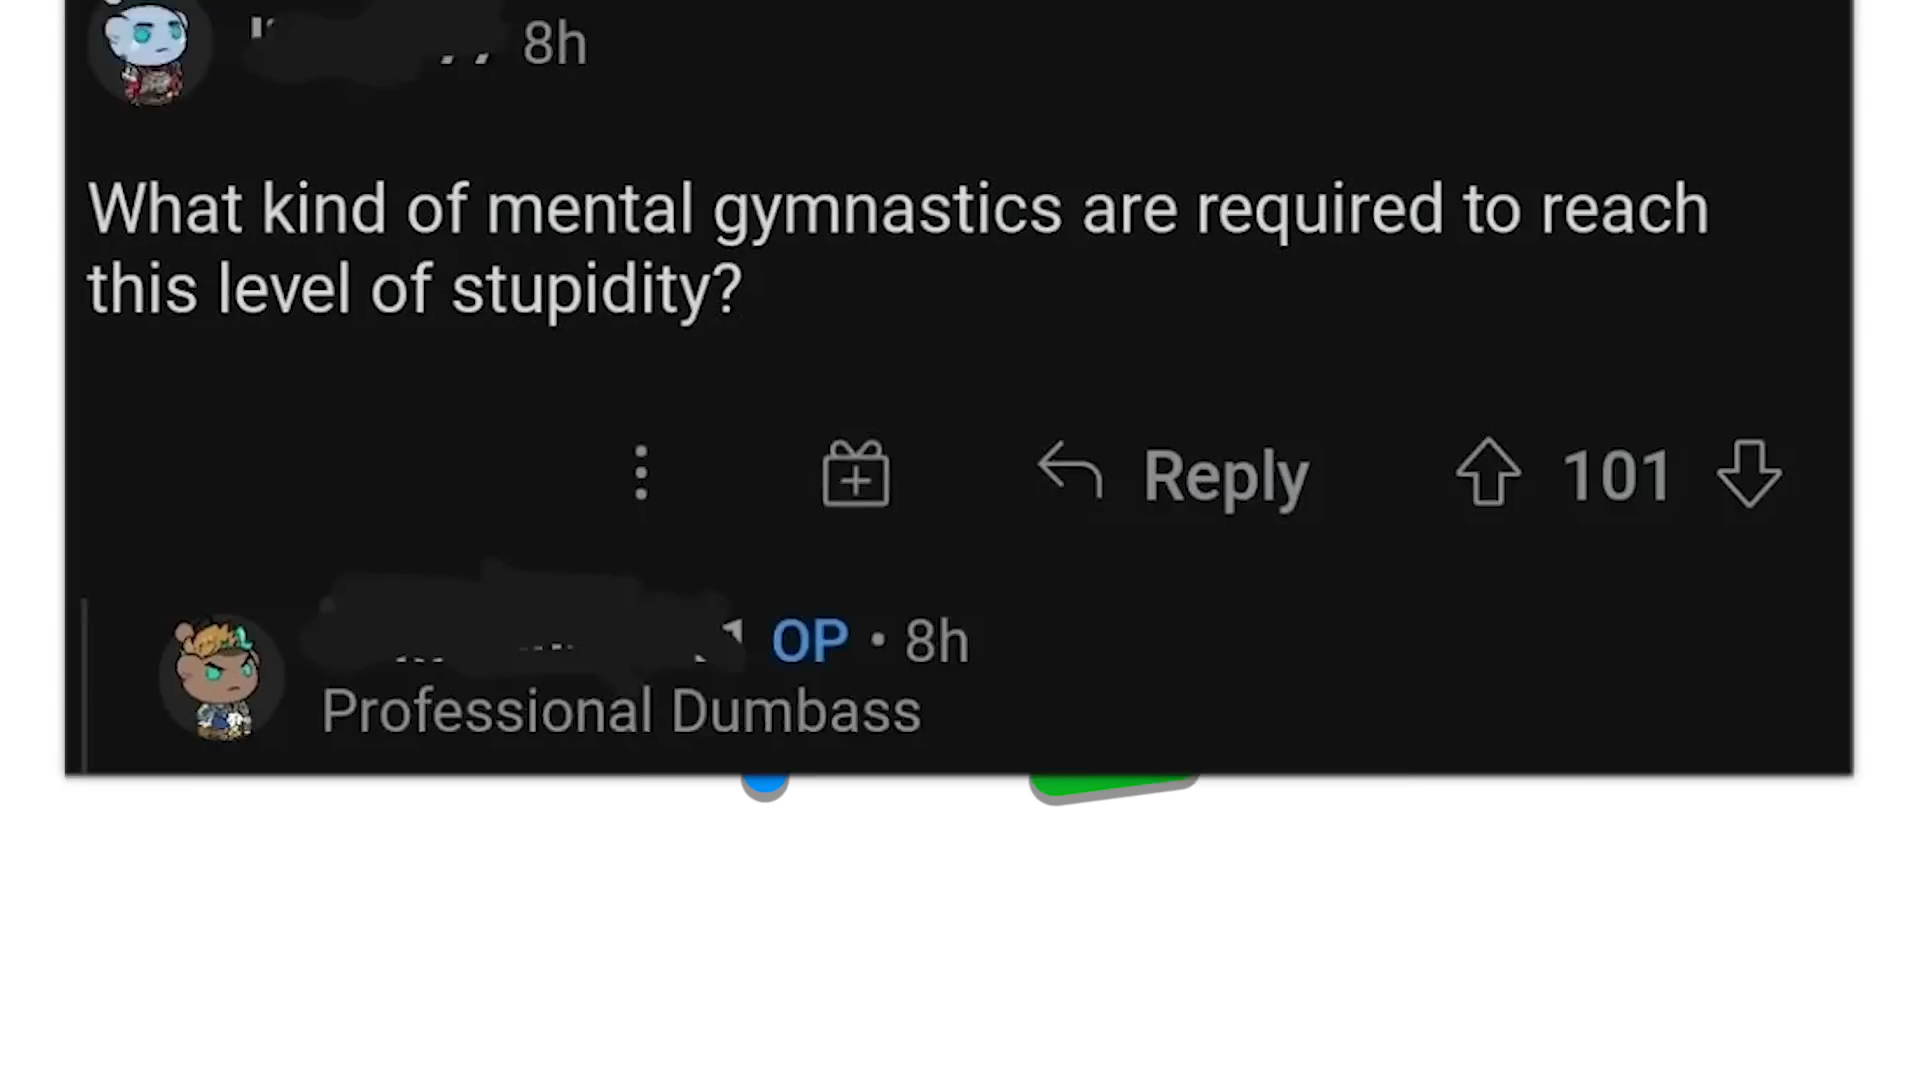 8h
What kind of mental gymnastics are required to reach
this level of stupidity?
Reply 101
OP • 8h
Professional Dumbass